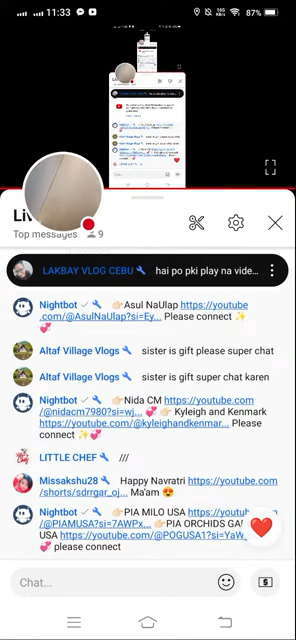 11:33
165 KB/s
87%
Liv
Top messages 9
LAKBAY VLOG CEBU hai po pki play na vide...
Nightbot 👉🏻Asul NaUlap https://youtube
.com/@AsulNaUlap?si=Ey... Please connect ✨
💞
Altaf Village Vlogs sister is gift please super chat
Altaf Village Vlogs sister is gift super chat karen
Nightbot 👉🏻Nida CM https://youtube.com
/@nidacm7980?si=wj... 💞 👉🏻 Kyleigh and Kenmark
https://youtube.com/@kyleighandkenmar... Please
connect ✨💞
LITTLE CHEF ///
Missakshu28 Happy Navratri https://youtube.com
/shorts/sdrrgar_oj... Ma'am 😍
Nightbot 👉🏻PIA MILO USA https://youtube.com
/@PIAMUSA?si=7AWPx... 👉🏻PIA ORCHIDS GA
USA https://youtube.com/@POGUSA1?si=YaW
💞 please connect
Chat...